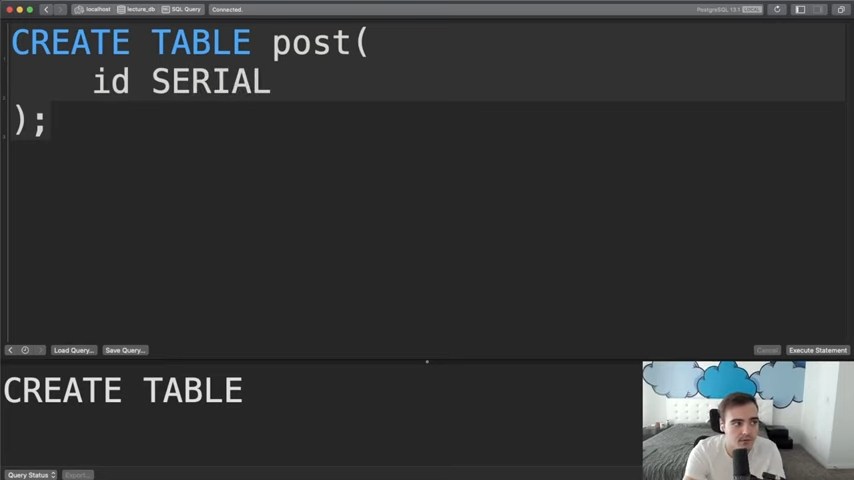 localhost lecture_db SQL Query Connected. PostgreSQL 13.1 LOCAL
CREATE TABLE post(
id SERIAL
);
Load Query... Save Query... Cancel Execute Statement
CREATE TABLE
Query Status Export...